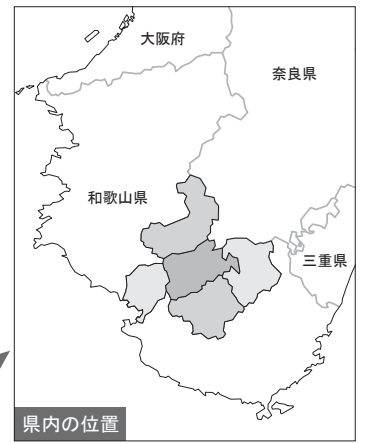 大阪府
奈良県
和歌山県
三重県
県内の位置